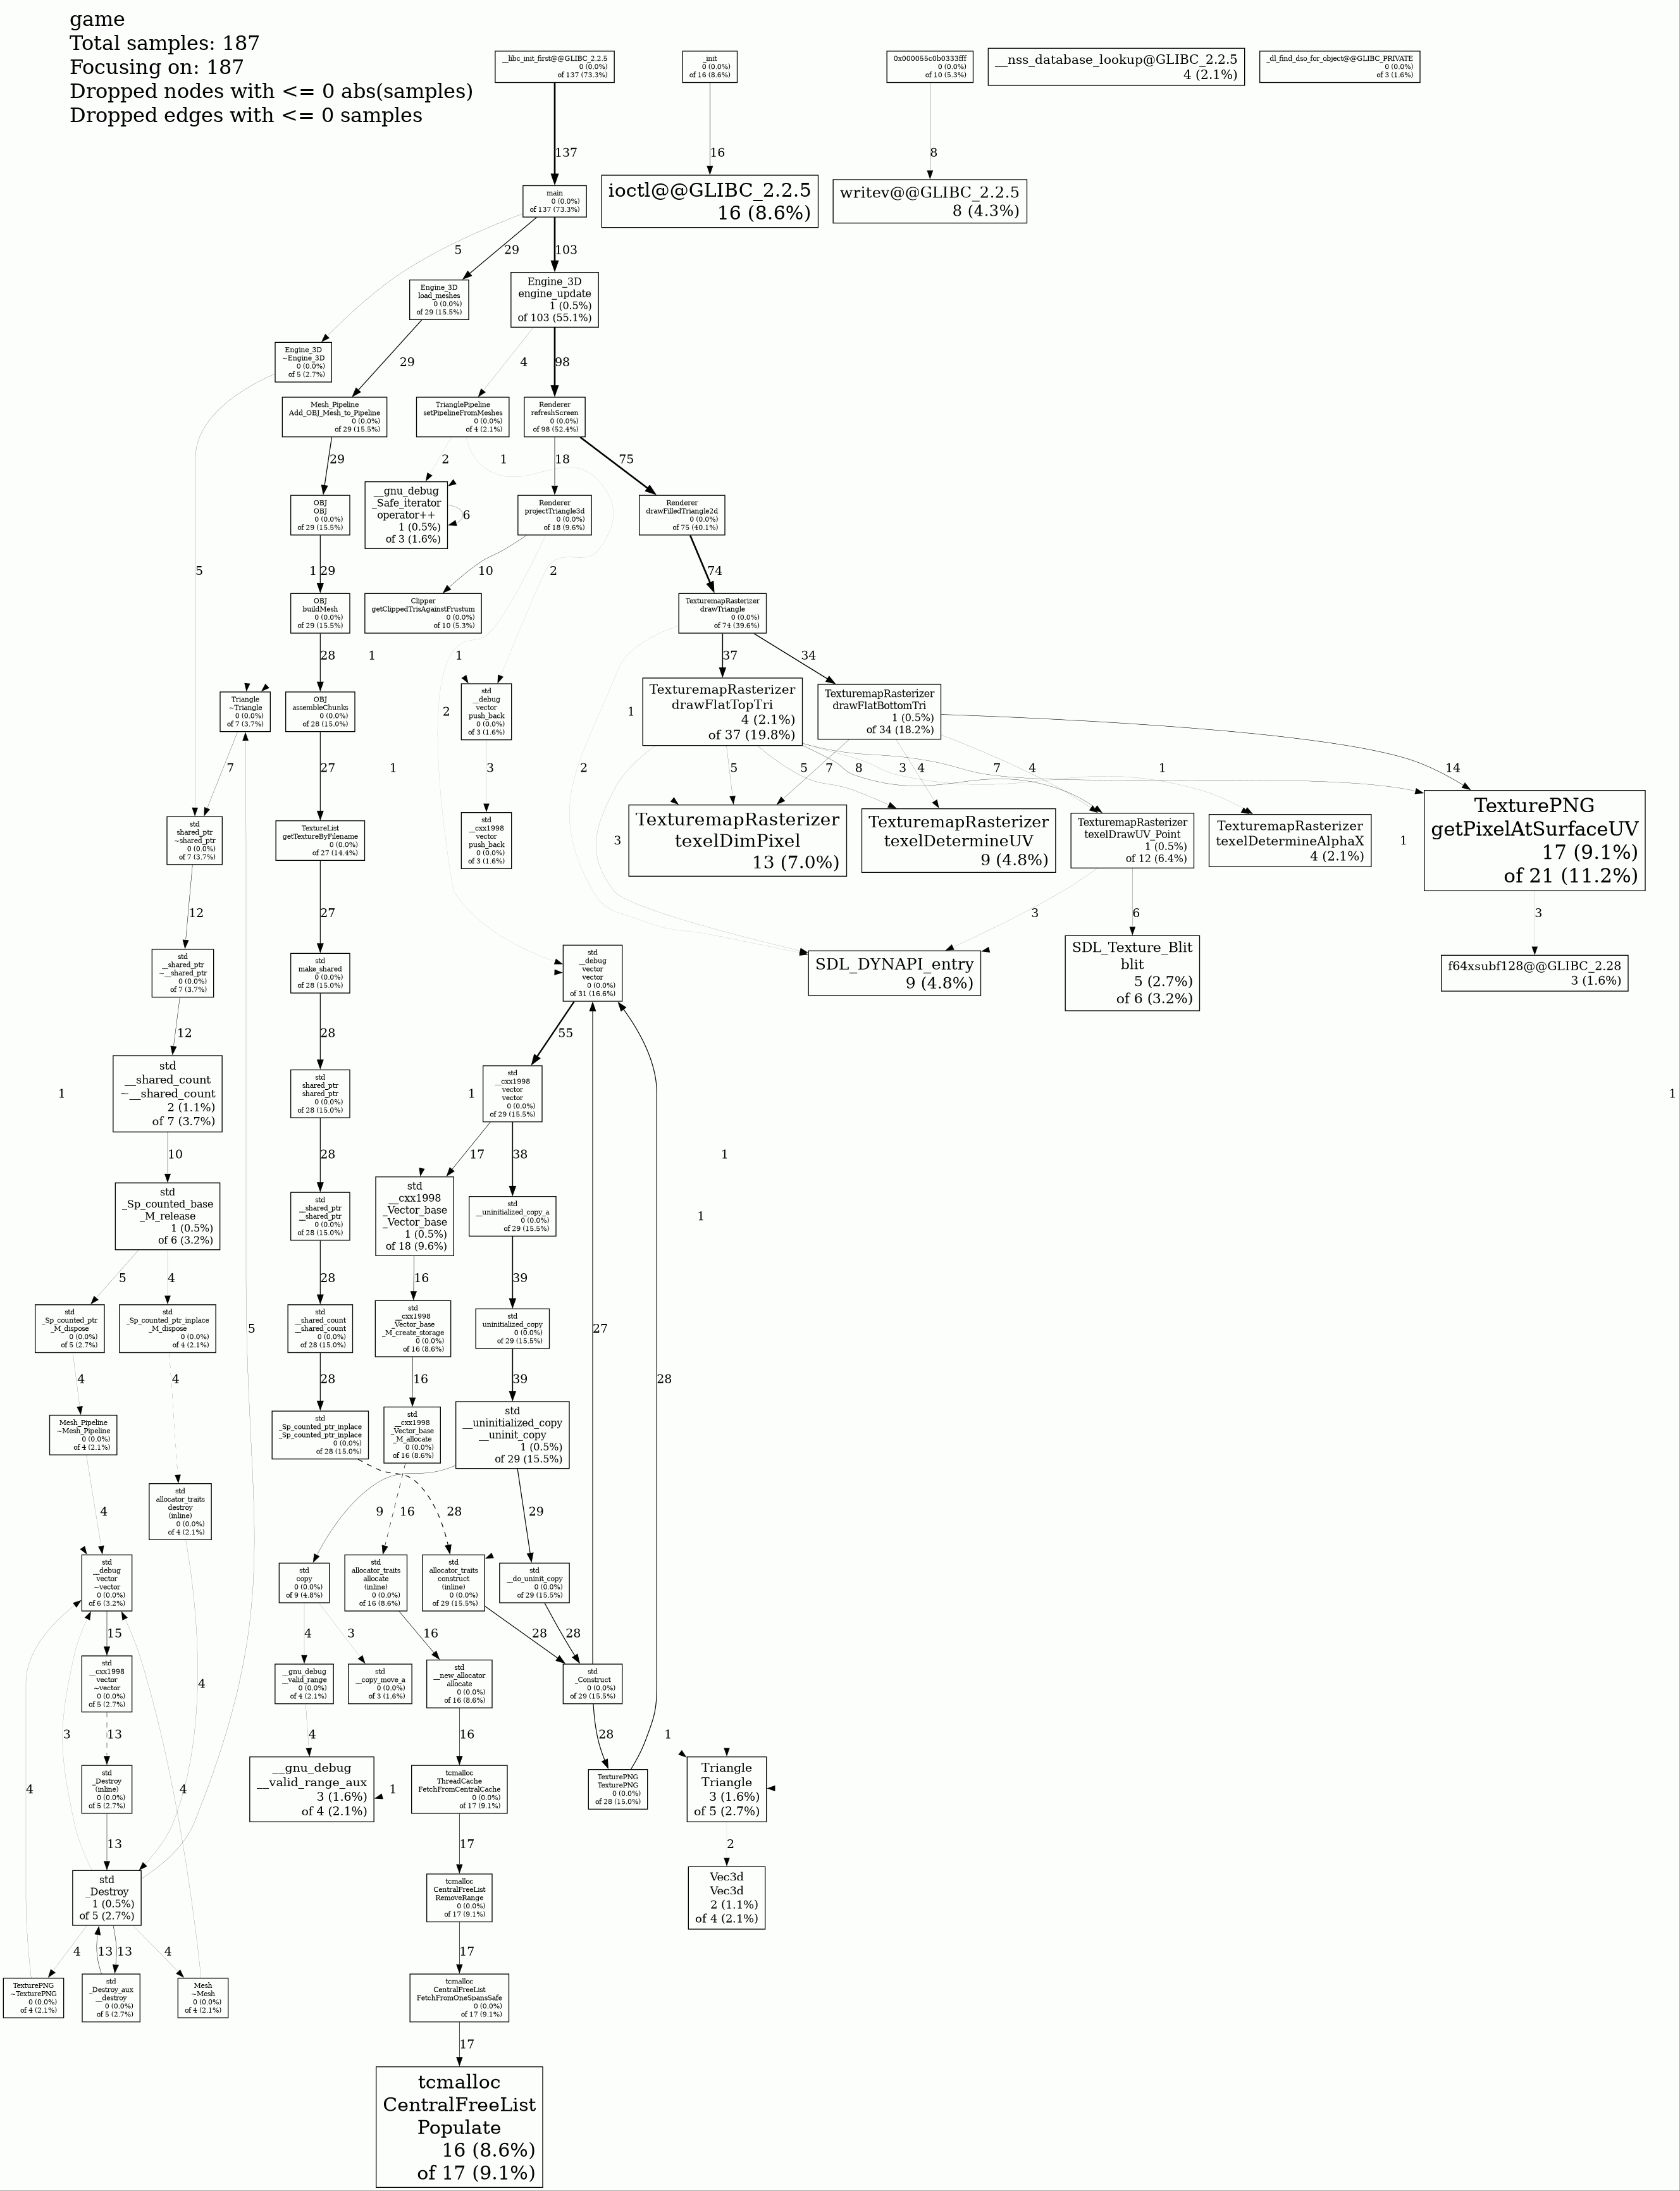 game
Total samples: 187
Focusing on: 187
Dropped nodes with <= 0 abs(samples)
Dropped edges with <= 0 samples
__libc_init_first@@GLIBC_2.2.5
0 (0.0%)
of 137 (73.3%)
_init
0 (0.0%)
of 16 (8.6%)
0x000055c0b0333fff
0 (0.0%)
of 10 (5.3%)
__nss_database_lookup@GLIBC_2.2.5
4 (2.1%)
_dl_find_dso_for_object@@GLIBC_PRIVATE
0 (0.0%)
of 3 (1.6%)
137
16
8
main
0 (0.0%)
of 137 (73.3%)
ioctl@@GLIBC_2.2.5
16 (8.6%)
writev@@GLIBC_2.2.5
8 (4.3%)
5
29
103
Engine_3D
load_meshes
0 (0.0%)
of 29 (15.5%)
Engine_3D
engine_update
1 (0.5%)
of 103 (55.1%)
Engine_3D
~Engine_3D
0 (0.0%)
of 5 (2.7%)
29
4
98
Mesh_Pipeline
Add_OBJ_Mesh_to_Pipeline
0 (0.0%)
of 29 (15.5%)
TrianglePipeline
setPipelineFromMeshes
0 (0.0%)
of 4 (2.1%)
Renderer
refreshScreen
0 (0.0%)
of 98 (52.4%)
29
2
1
18
75
__gnu_debug
_Safe_iterator
operator++
1 (0.5%)
of 3 (1.6%)
6
OBJ
OBJ
0 (0.0%)
of 29 (15.5%)
Renderer
projectTriangle3d
0 (0.0%)
of 18 (9.6%)
Renderer
drawFilledTriangle2d
0 (0.0%)
of 75 (40.1%)
5
1
29
10
2
74
OBJ
buildMesh
0 (0.0%)
of 29 (15.5%)
Clipper
getClippedTrisAgainstFrustum
0 (0.0%)
of 10 (5.3%)
TexturemapRasterizer
drawTriangle
0 (0.0%)
of 74 (39.6%)
28
1
1
37
34
Triangle
~Triangle
0 (0.0%)
of 7 (3.7%)
OBJ
assembleChunks
0 (0.0%)
of 28 (15.0%)
2
std
__debug
vector
push_back
0 (0.0%)
of 3 (1.6%)
1
TexturemapRasterizer
drawFlatTopTri
4 (2.1%)
of 37 (19.8%)
TexturemapRasterizer
drawFlatBottomTri
1 (0.5%)
of 34 (18.2%)
7
27
1
3
2
5
5
7
8
4
3
7
4
1
14
std
shared_ptr
~shared_ptr
0 (0.0%)
of 7 (3.7%)
TextureList
getTextureByFilename
0 (0.0%)
of 27 (14.4%)
std
__cxx1998
vector
push_back
0 (0.0%)
of 3 (1.6%)
3
TexturemapRasterizer
texelDimPixel
13 (7.0%)
TexturemapRasterizer
texelDetermineUV
9 (4.8%)
TexturemapRasterizer
texelDrawUV_Point
1 (0.5%)
of 12 (6.4%)
TexturemapRasterizer
texelDetermineAlphaX
4 (2.1%)
1
TexturePNG
getPixelAtSurfaceUV
17 (9.1%)
of 21 (11.2%)
12
27
3
6
3
std
__shared_ptr
~__shared_ptr
0 (0.0%)
of 7 (3.7%)
std
make_shared
0 (0.0%)
of 28 (15.0%)
std
__debug
vector
vector
0 (0.0%)
of 31 (16.6%)
SDL_DYNAPI_entry
9 (4.8%)
SDL_Texture_Blit
blit
5 (2.7%)
of 6 (3.2%)
f64xsubf128@@GLIBC_2.28
3 (1.6%)
12
28
55
1
std
__shared_count
~__shared_count
2 (1.1%)
of 7 (3.7%)
std
shared_ptr
shared_ptr
0 (0.0%)
of 28 (15.0%)
1
std
__cxx1998
vector
vector
0 (0.0%)
of 29 (15.5%)
1
10
28
17
38
1
std
_Sp_counted_base
_M_release
1 (0.5%)
of 6 (3.2%)
std
__shared_ptr
__shared_ptr
0 (0.0%)
of 28 (15.0%)
std
__cxx1998
_Vector_base
_Vector_base
1 (0.5%)
of 18 (9.6%)
std
__uninitialized_copy_a
0 (0.0%)
of 29 (15.5%)
1
5
4
28
16
39
std
_Sp_counted_ptr
_M_dispose
0 (0.0%)
of 5 (2.7%)
std
_Sp_counted_ptr_inplace
_M_dispose
0 (0.0%)
of 4 (2.1%)
5
std
__shared_count
__shared_count
0 (0.0%)
of 28 (15.0%)
std
__cxx1998
_Vector_base
_M_create_storage
0 (0.0%)
of 16 (8.6%)
std
uninitialized_copy
0 (0.0%)
of 29 (15.5%)
27
4
4
28
16
39
28
Mesh_Pipeline
~Mesh_Pipeline
0 (0.0%)
of 4 (2.1%)
std
_Sp_counted_ptr_inplace
_Sp_counted_ptr_inplace
0 (0.0%)
of 28 (15.0%)
std
__cxx1998
_Vector_base
_M_allocate
0 (0.0%)
of 16 (8.6%)
std
__uninitialized_copy
__uninit_copy
1 (0.5%)
of 29 (15.5%)
std
allocator_traits
destroy
(inline)
0 (0.0%)
of 4 (2.1%)
4
9
16
28
29
std
__debug
vector
~vector
0 (0.0%)
of 6 (3.2%)
std
copy
0 (0.0%)
of 9 (4.8%)
std
allocator_traits
allocate
(inline)
0 (0.0%)
of 16 (8.6%)
std
allocator_traits
construct
(inline)
0 (0.0%)
of 29 (15.5%)
std
__do_uninit_copy
0 (0.0%)
of 29 (15.5%)
15
4
3
16
28
28
std
__cxx1998
vector
~vector
0 (0.0%)
of 5 (2.7%)
4
__gnu_debug
__valid_range
0 (0.0%)
of 4 (2.1%)
std
__copy_move_a
0 (0.0%)
of 3 (1.6%)
std
__new_allocator
allocate
0 (0.0%)
of 16 (8.6%)
std
_Construct
0 (0.0%)
of 29 (15.5%)
3
13
4
16
28
1
4
std
_Destroy
(inline)
0 (0.0%)
of 5 (2.7%)
4
__gnu_debug
__valid_range_aux
3 (1.6%)
of 4 (2.1%)
1
tcmalloc
ThreadCache
FetchFromCentralCache
0 (0.0%)
of 17 (9.1%)
TexturePNG
TexturePNG
0 (0.0%)
of 28 (15.0%)
Triangle
Triangle
3 (1.6%)
of 5 (2.7%)
13
17
2
std
_Destroy
1 (0.5%)
of 5 (2.7%)
tcmalloc
CentralFreeList
RemoveRange
0 (0.0%)
of 17 (9.1%)
Vec3d
Vec3d
2 (1.1%)
of 4 (2.1%)
4
13
13
4
17
TexturePNG
~TexturePNG
0 (0.0%)
of 4 (2.1%)
std
_Destroy_aux
__destroy
0 (0.0%)
of 5 (2.7%)
Mesh
~Mesh
0 (0.0%)
of 4 (2.1%)
tcmalloc
CentralFreeList
FetchFromOneSpansSafe
0 (0.0%)
of 17 (9.1%)
17
tcmalloc
CentralFreeList
Populate
16 (8.6%)
of 17 (9.1%)